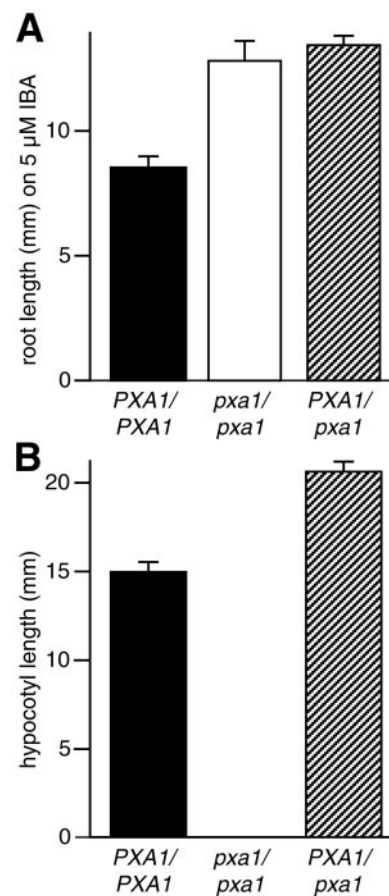 A
root length (mm) on 5 μM IBA
10
5
0
PXA1/
PXA1
pxa1/
pxa1
PXA1/
pxa1
B
hypocotyl length (mm)
20
15
10
5
0
PXA1/
PXA1
pxa1/
pxa1
PXA1/
pxa1